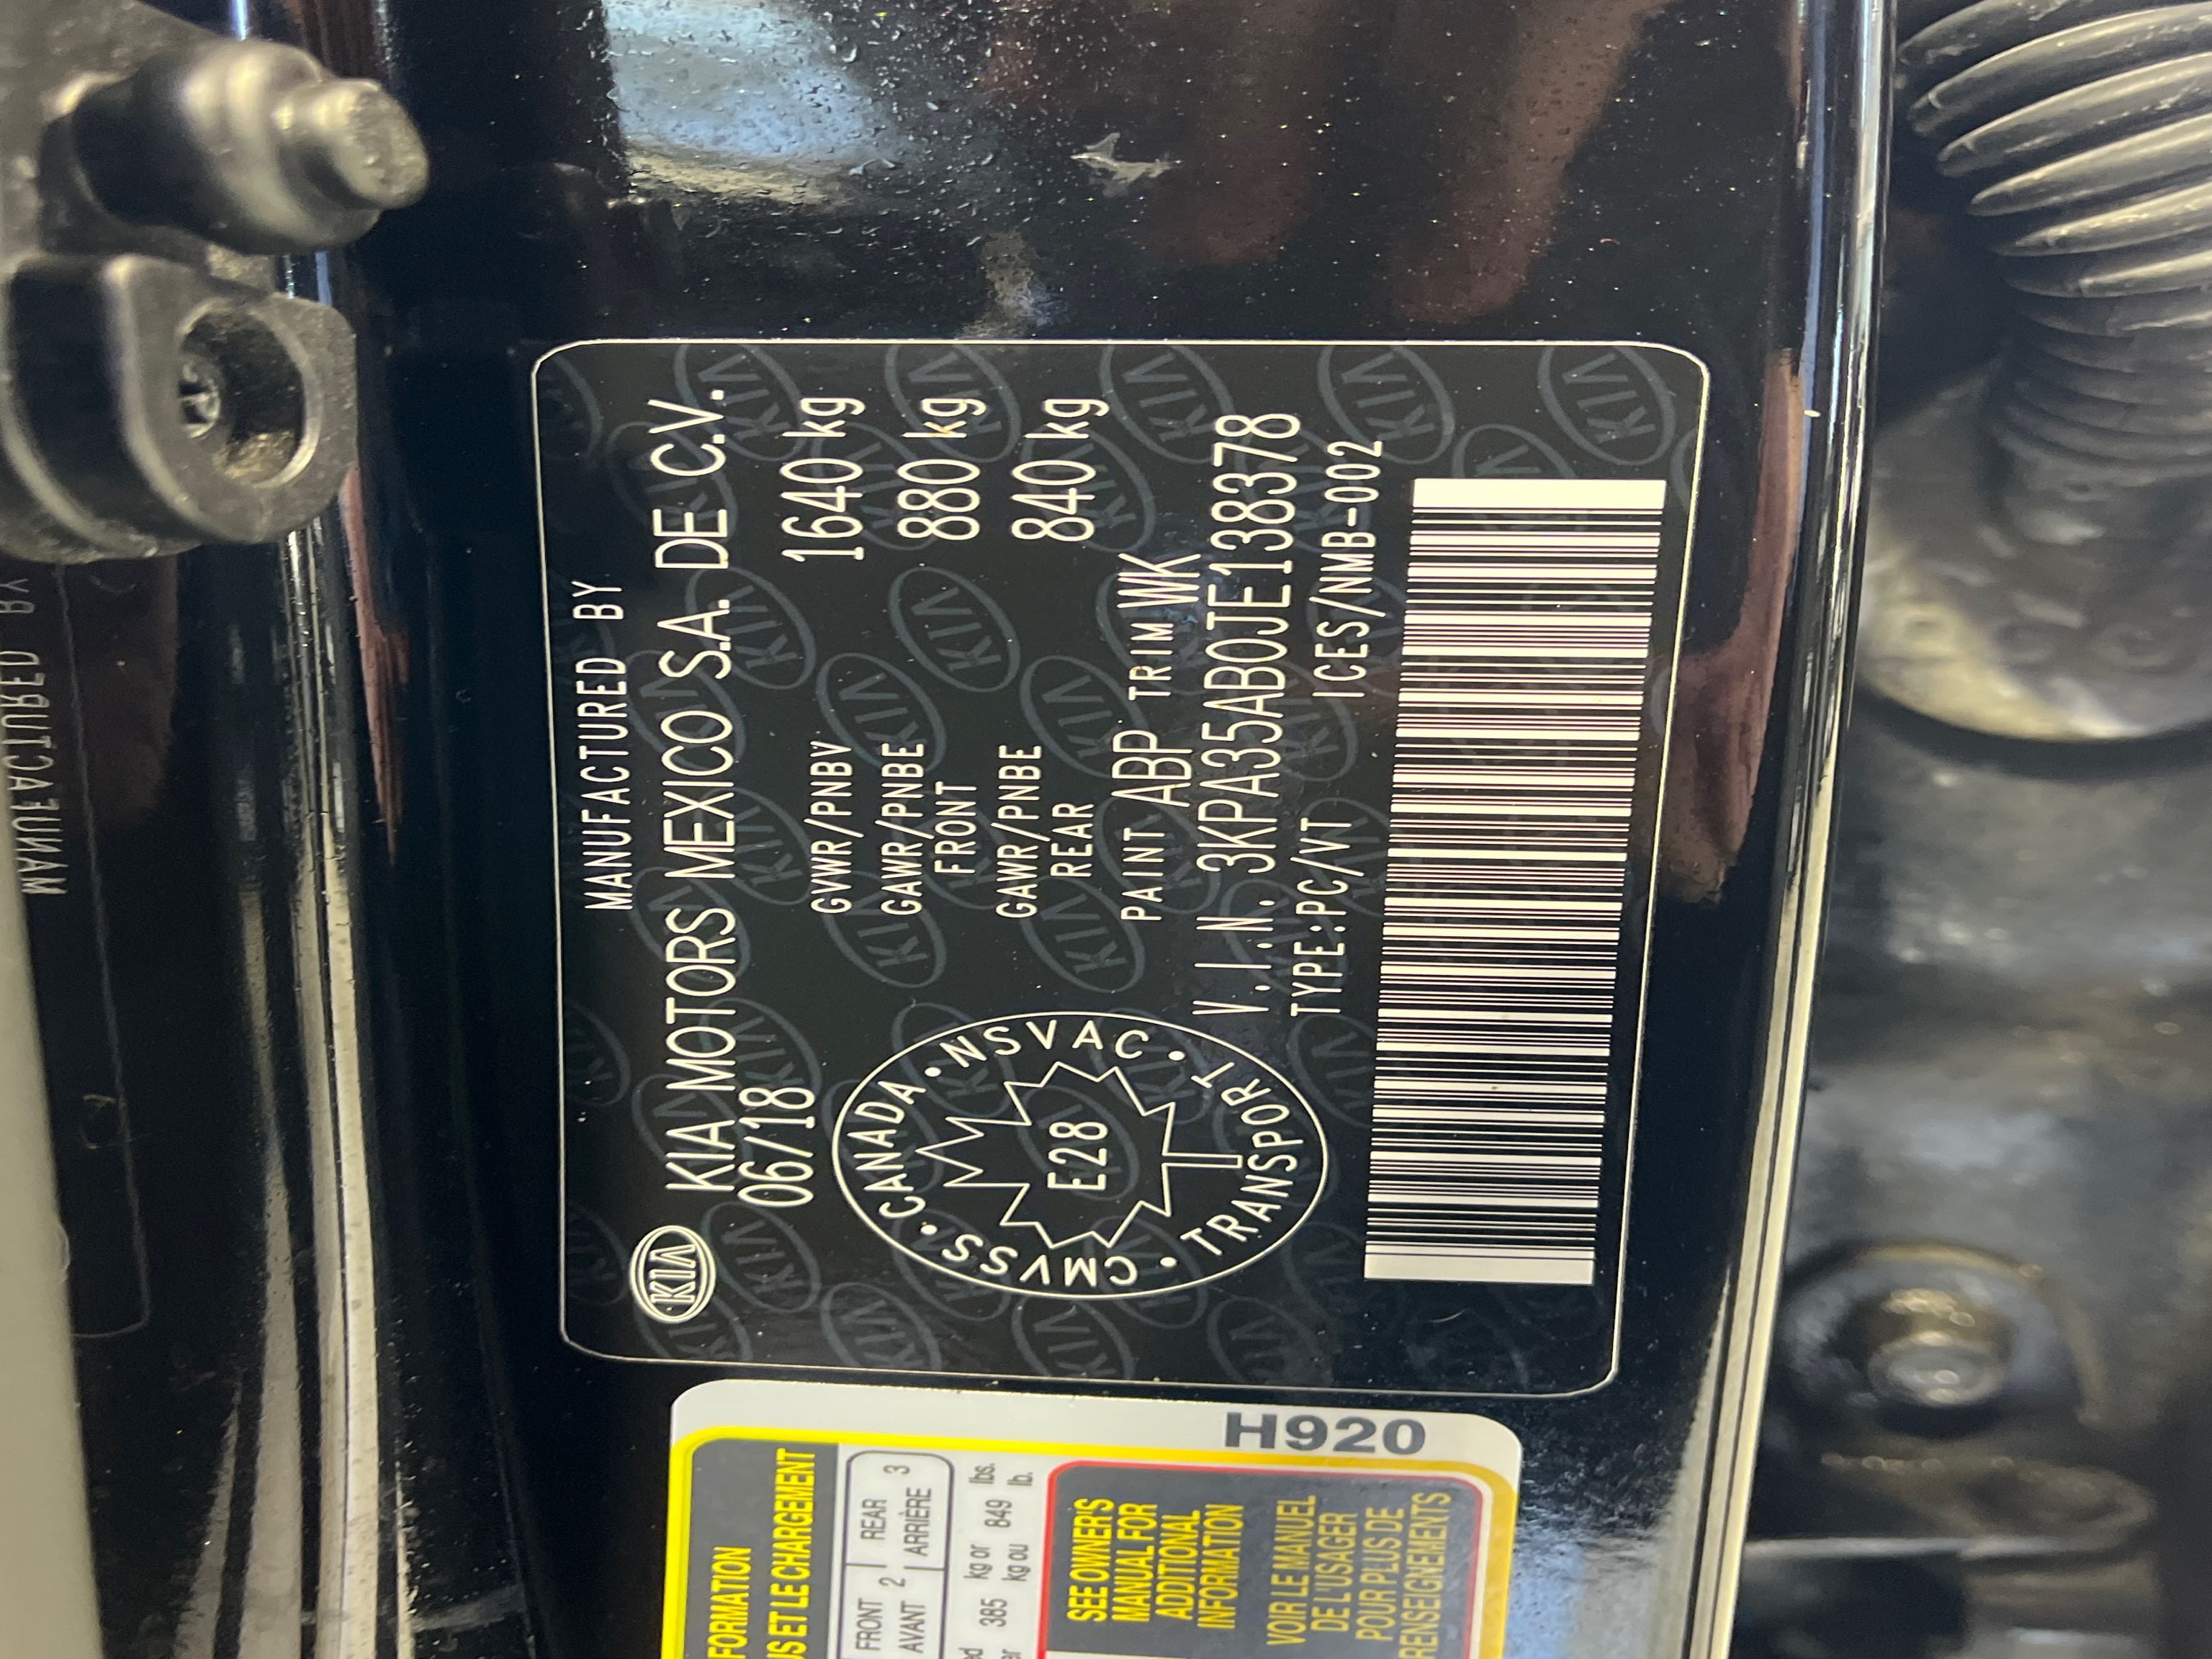 MANUFACTURED BY
KIA KIA MOTORS MEXICO S.A. DE C.V.
06/18
GVWR/PNBV 1640 kg
GAWR/PNBE FRONT 880 kg
GAWR/PNBE REAR 840 kg
PAINT ABP TRIM WK
V.I.N. 3KPA35AB0JE138378
TYPE:PC/VT ICES/NMB-002
CANADA • NSVAC • TRANSPORT • CMVSS •
E28
H920
US ET LE CHARGEMENT
FRONT 2 REAR 3
AVANT ARRIÈRE
385 kg or 849 lbs.
kg ou lb.
SEE OWNER'S
MANUAL FOR
ADDITIONAL
INFORMATION
VOIR LE MANUEL
DE L'USAGER
POUR PLUS DE
RENSEIGNEMENTS
MANUFACTURED BY